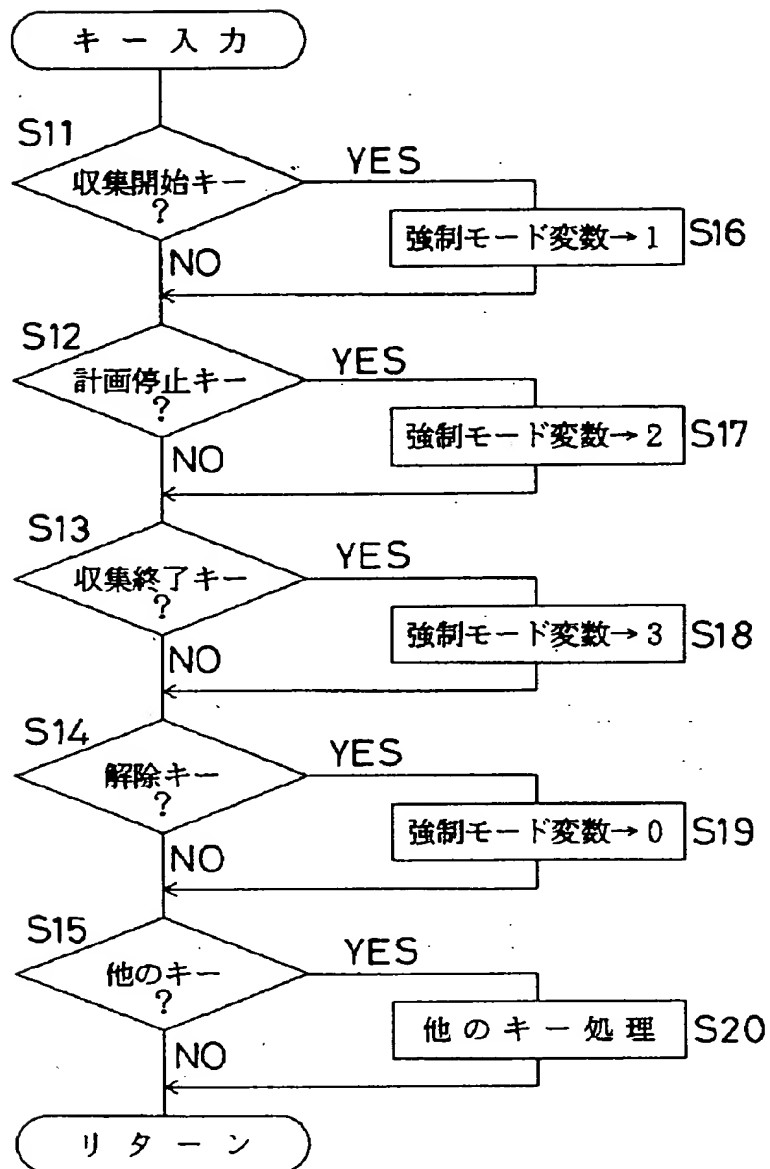 キー入力
S11
収集開始キー
?
YES
強制モード変数→1
S16
NO
S12
計画停止キー
?
YES
強制モード変数→2
S17
NO
S13
収集終了キー
?
YES
強制モード変数→3
S18
NO
S14
解除キー
?
YES
強制モード変数→0
S19
NO
S15
他のキー
?
YES
他のキー処理
S20
NO
リターン